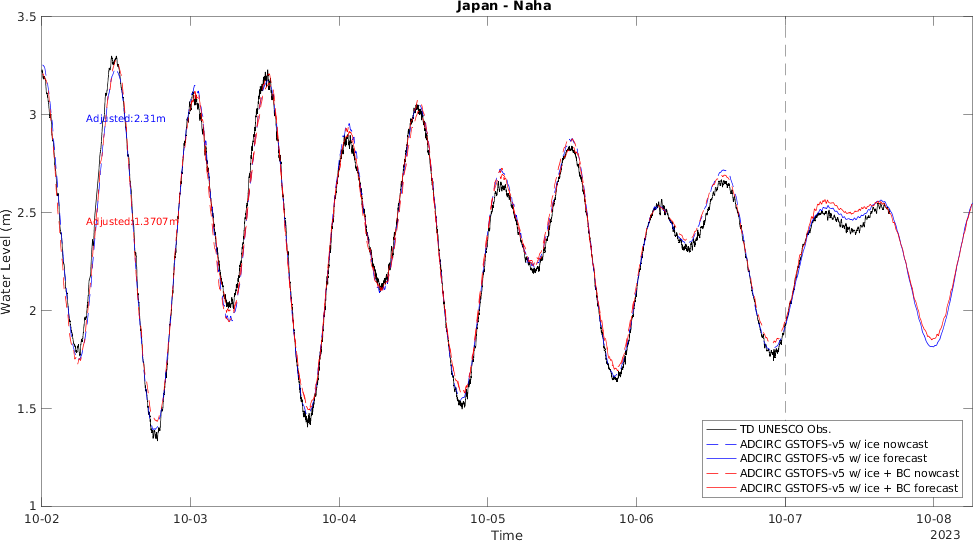 Japan - Naha
3.5
3
2.5
2
1.5
1
Water Level (m)
Adjusted:2.31m
Adjusted:1.3707m
TD UNESCO Obs.
ADCIRC GSTOFS-v5 w/ ice nowcast
ADCIRC GSTOFS-v5 w/ ice forecast
ADCIRC GSTOFS-v5 w/ ice + BC nowcast
ADCIRC GSTOFS-v5 w/ ice + BC forecast
10-02 10-03 10-04 10-05 10-06 10-07 10-08
Time
2023